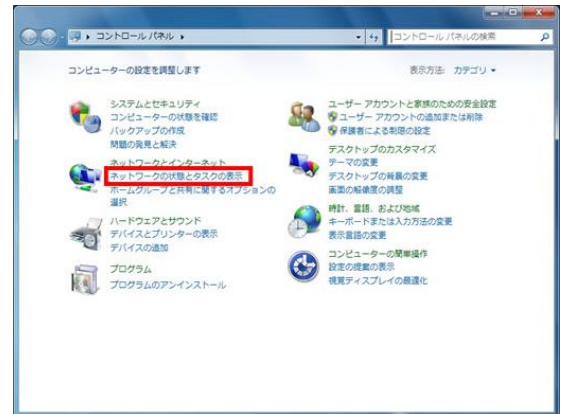 コントロール パネル
コントロール パネルの検索
コンピューターの設定を調整します
表示方法: カテゴリ
システムとセキュリティ
コンピューターの状態を確認
バックアップの作成
問題の発見と解決
ネットワークとインターネット
ネットワークの状態とタスクの表示
ホームグループと共有に関するオプションの
選択
ハードウェアとサウンド
デバイスとプリンターの表示
デバイスの追加
プログラム
プログラムのアンインストール
ユーザー アカウントと家族のための安全設定
ユーザー アカウントの追加または削除
保護者による制限の設定
デスクトップのカスタマイズ
テーマの変更
デスクトップの背景の変更
画面の解像度の調整
時計、言語、および地域
キーボードまたは入力方法の変更
表示言語の変更
コンピューターの簡単操作
設定の提案の表示
視覚ディスプレイの最適化